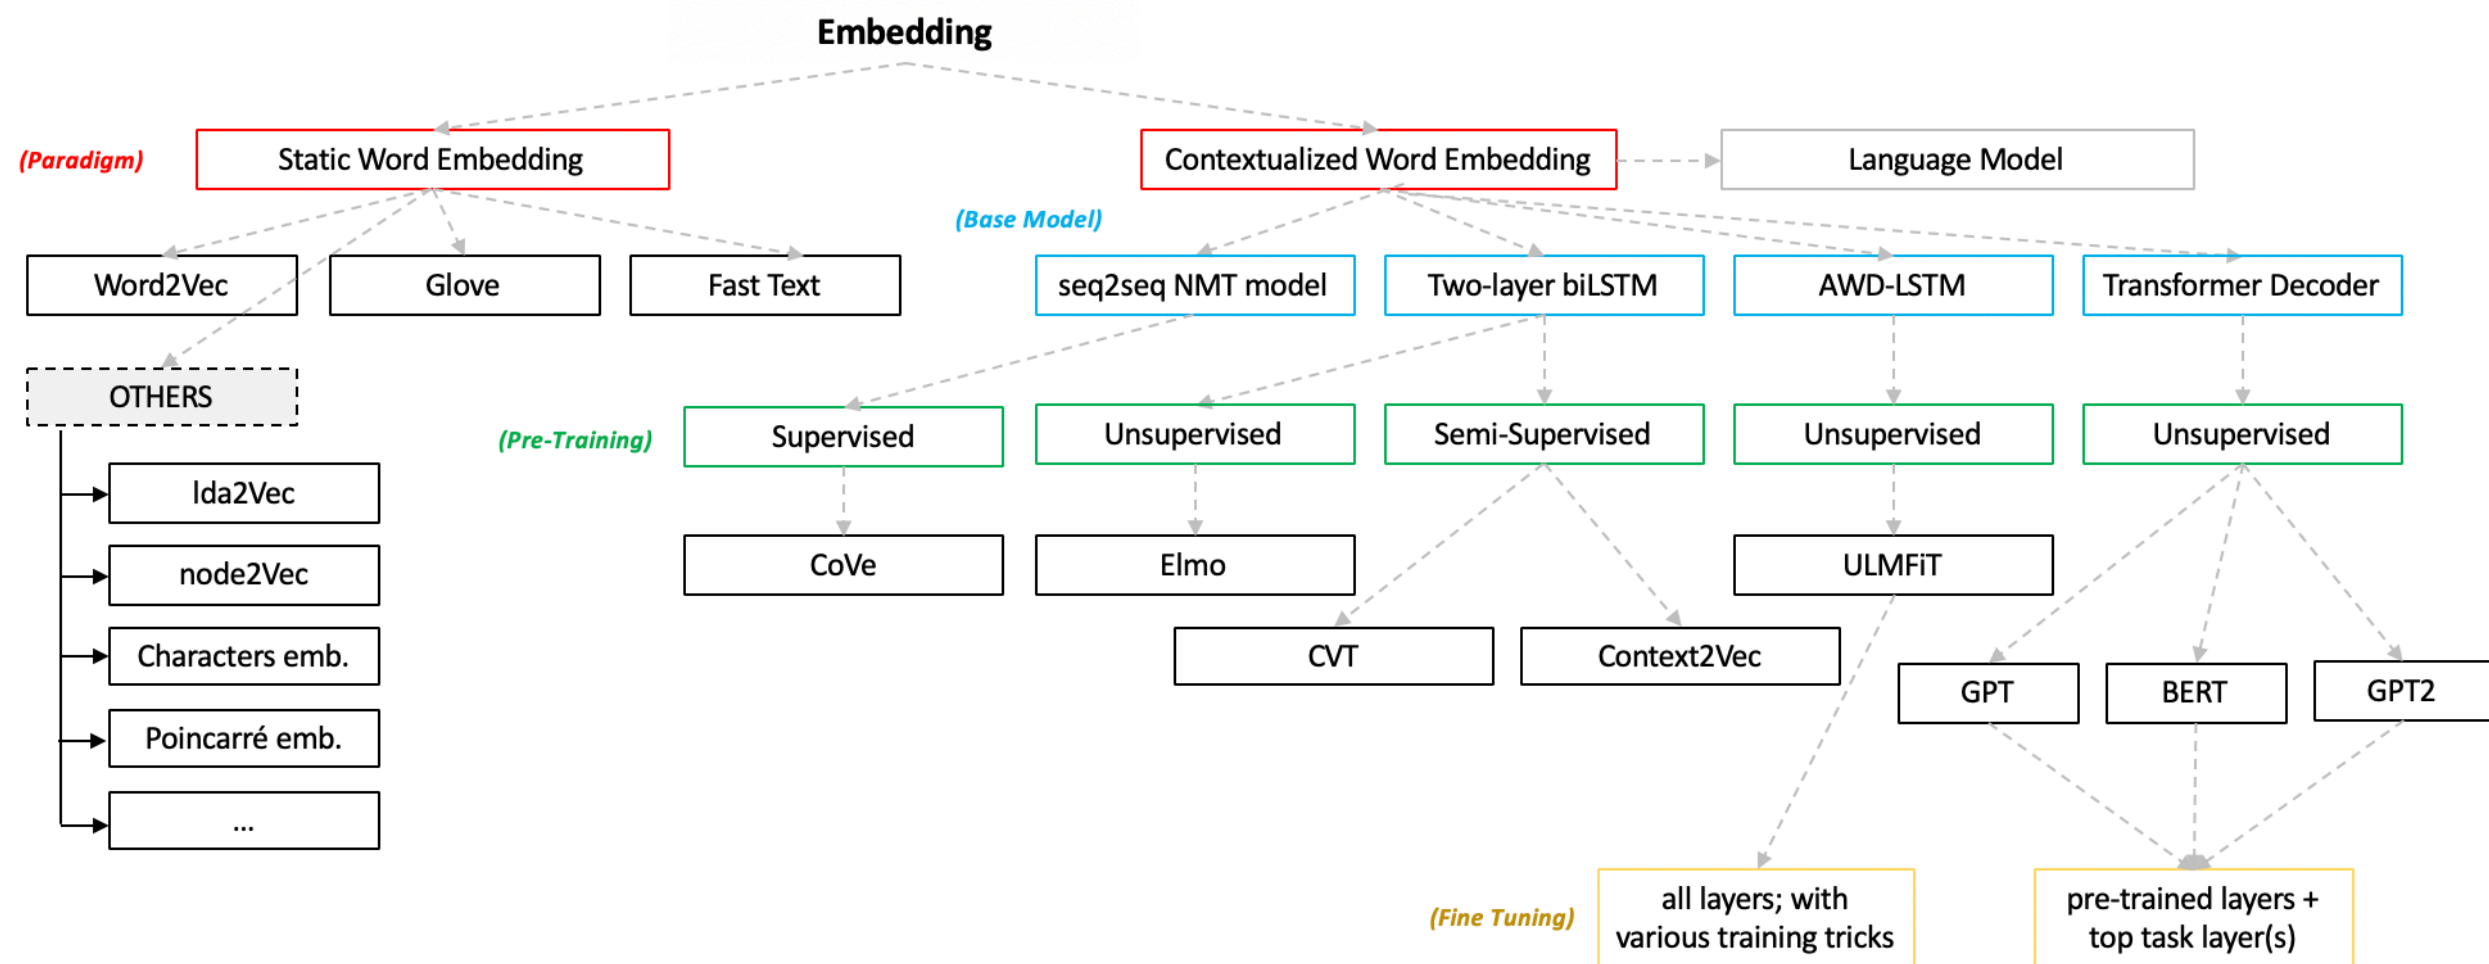 Embedding
(Paradigm)
Static Word Embedding
Contextualized Word Embedding
Language Model
(Base Model)
Word2Vec
Glove
Fast Text
seq2seq NMT model
Two-layer biLSTM
AWD-LSTM
Transformer Decoder
OTHERS
(Pre-Training)
Supervised
Unsupervised
Semi-Supervised
Unsupervised
Unsupervised
lda2Vec
node2Vec
Characters emb.
Poincarré emb.
...
CoVe
Elmo
ULMFiT
CVT
Context2Vec
GPT
BERT
GPT2
(Fine Tuning)
all layers; with
various training tricks
pre-trained layers +
top task layer(s)